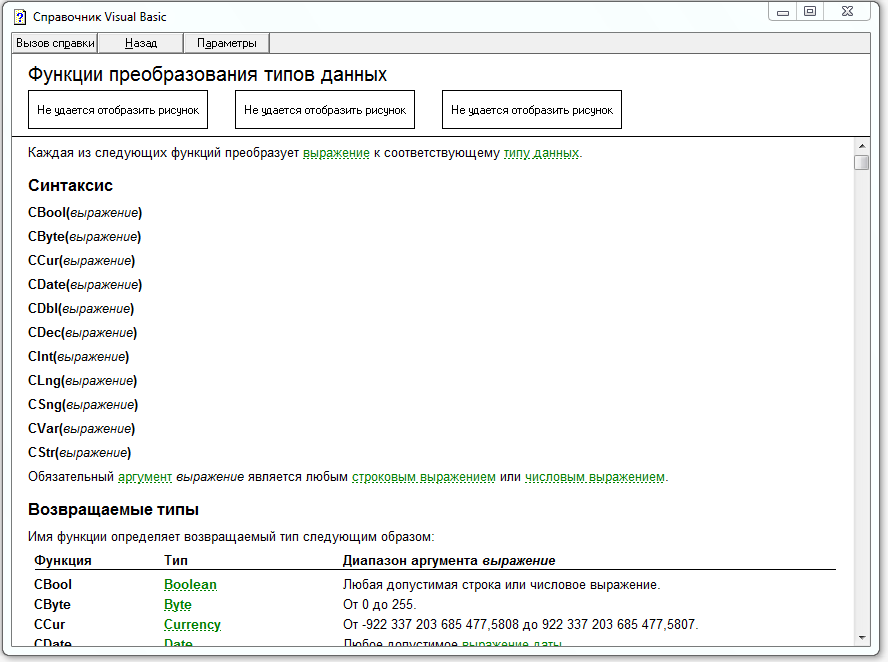 Справочник Visual Basic
Вызов справки Назад Параметры
Функции преобразования типов данных
Не удается отобразить рисунок Не удается отобразить рисунок Не удается отобразить рисунок
Каждая из следующих функций преобразует выражение к соответствующему типу данных.
Синтаксис
CBool(выражение)
CByte(выражение)
CCur(выражение)
CDate(выражение)
CDbl(выражение)
CDec(выражение)
CInt(выражение)
CLng(выражение)
CSng(выражение)
CVar(выражение)
CStr(выражение)
Обязательный аргумент выражение является любым строковым выражением или числовым выражением.
Возвращаемые типы
Имя функции определяет возвращаемый тип следующим образом:
Функция Тип Диапазон аргумента выражение
CBool Boolean Любая допустимая строка или числовое выражение.
CByte Byte От 0 до 255.
CCur Currency От -922 337 203 685 477,5808 до 922 337 203 685 477,5807.
CDate Date Любое допустимое выражение даты.